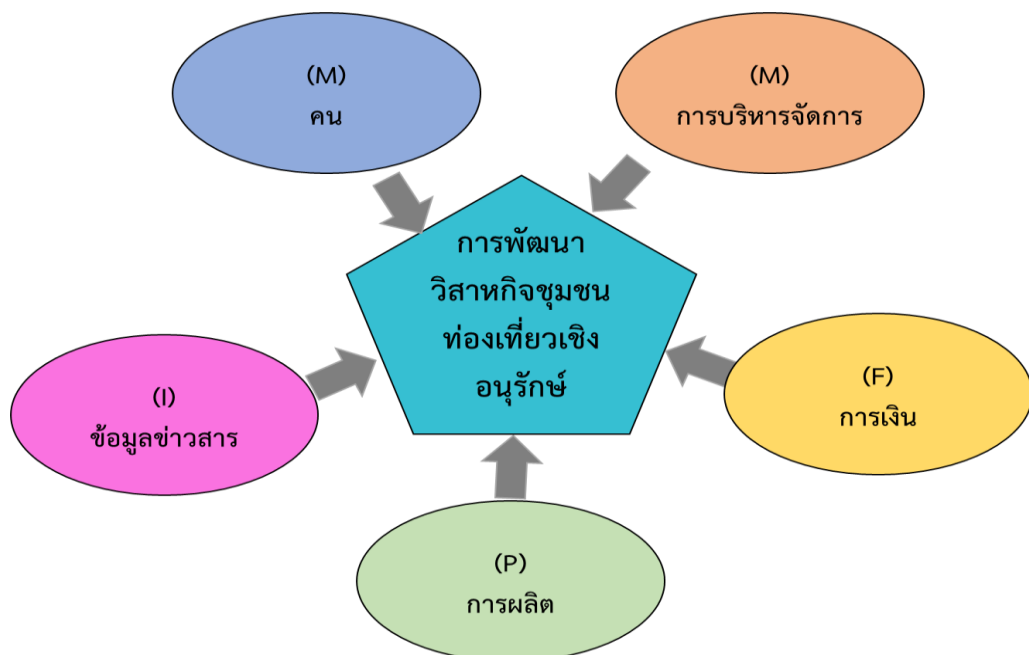 (M)
คน
(M)
การบริหารจัดการ
การพัฒนา
วิสาหกิจชุมชน
ท่องเที่ยวเชิง
อนุรักษ์
(I)
ข้อมูลข่าวสาร
(F)
การเงิน
(P)
การผลิต